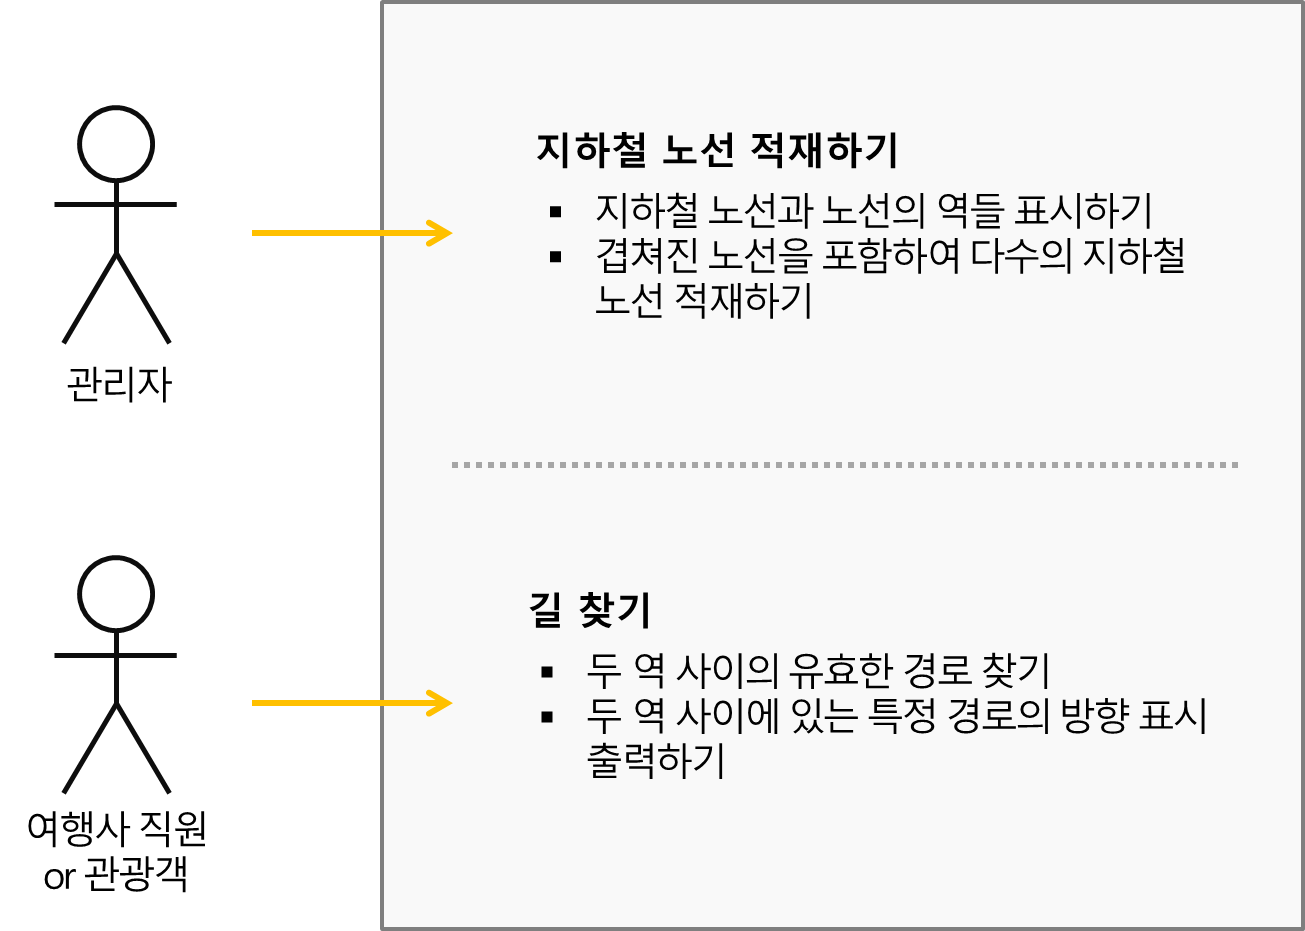 지하철 노선 적재하기
▪ 지하철 노선과 노선의 역들 표시하기
▪ 겹쳐진 노선을 포함하여 다수의 지하철
노선 적재하기
관리자
길 찾기
▪ 두 역 사이의 유효한 경로 찾기
▪ 두 역 사이에 있는 특정 경로의 방향 표시
출력하기
여행사 직원
or 관광객